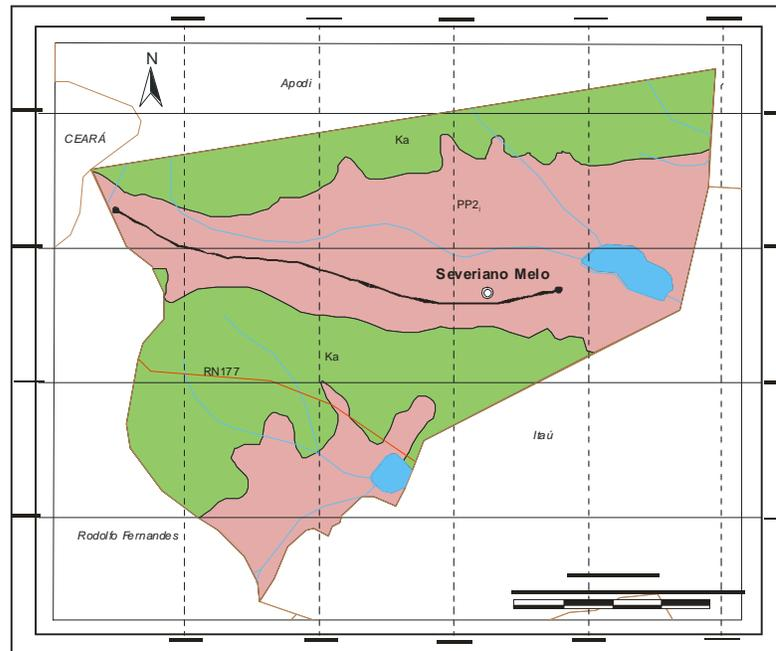 N
Apodi
CEARÁ
Ka
PP2
Severiano Melo
Ka
RN177
Itaú
Rodolfo Fernandes